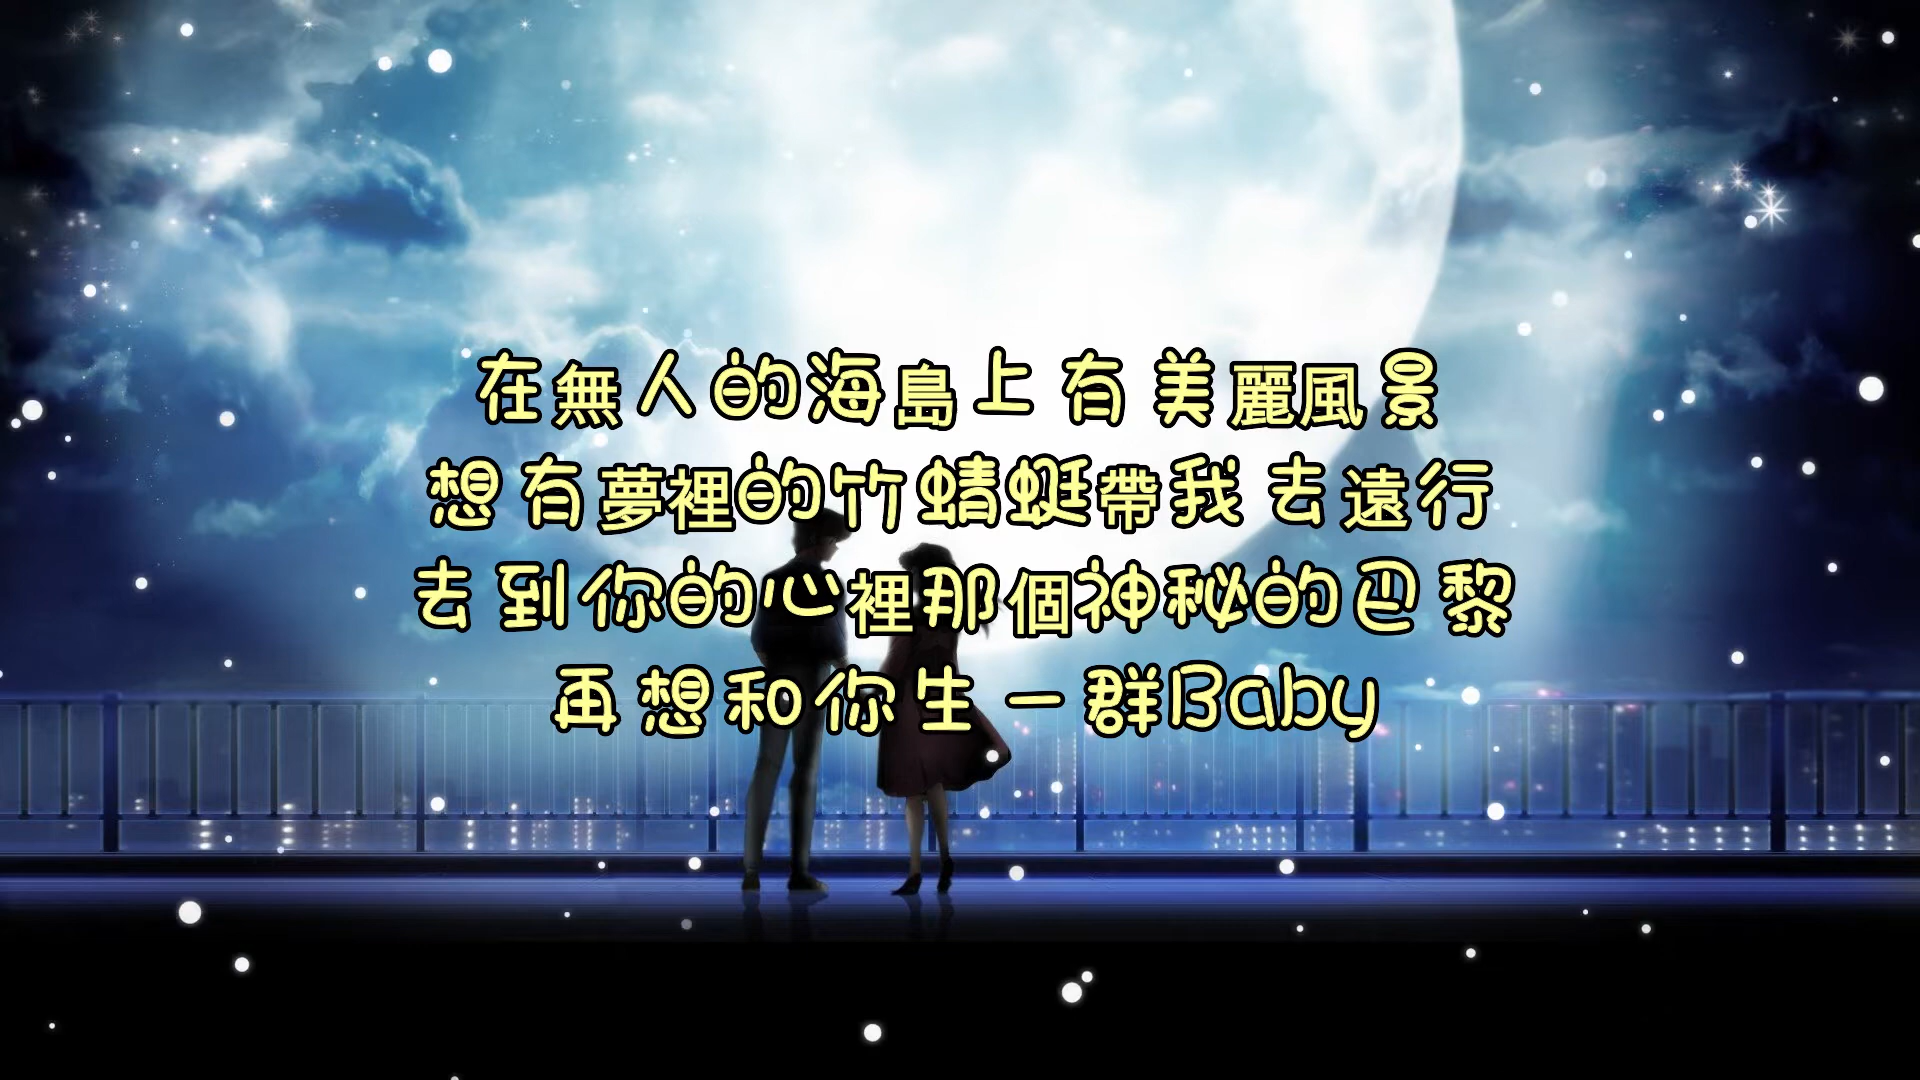 在無人的海島上有美麗風景
想有夢裡的竹蜻蜓帶我去遠行
去到你的心裡那個神秘的巴黎
再想和你生一群Baby